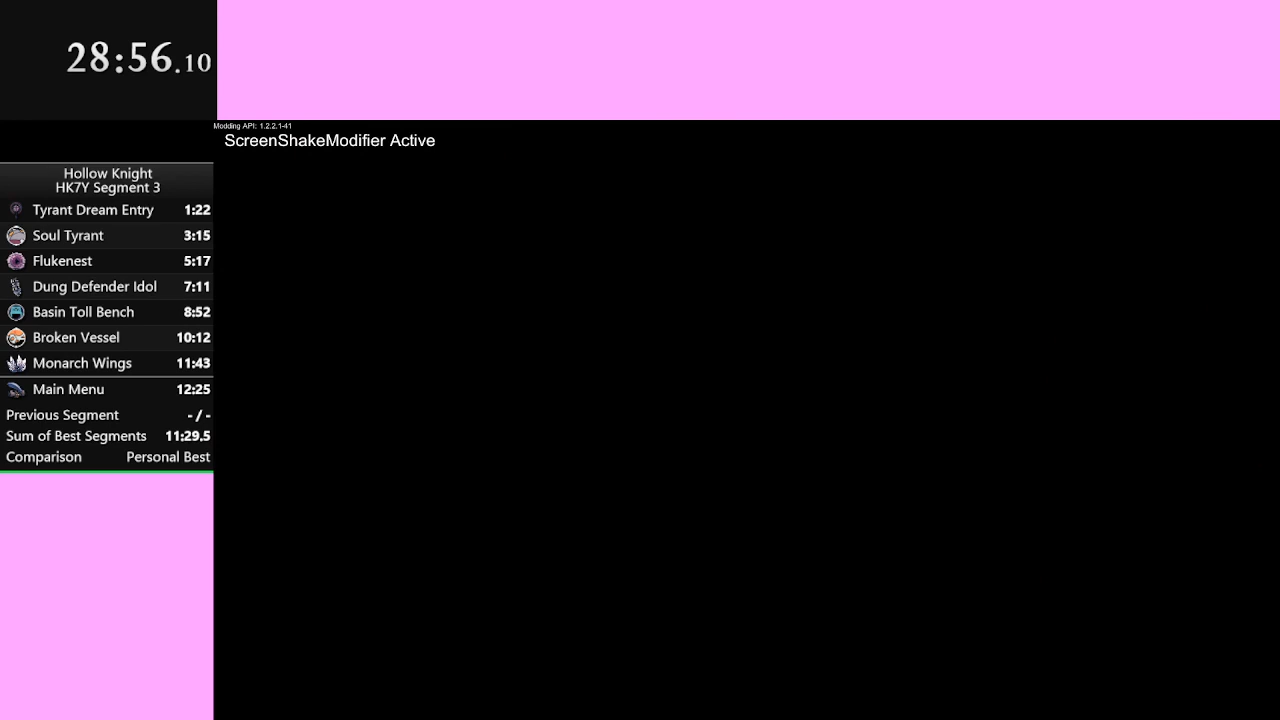 28:56.10
Modding API: 1.2.2.1-41
ScreenShakeModifier Active
Hollow Knight
HK7Y Segment 3
Tyrant Dream Entry 1:22
Soul Tyrant 3:15
Flukenest 5:17
Dung Defender Idol 7:11
Basin Toll Bench 8:52
Broken Vessel 10:12
Monarch Wings 11:43
Main Menu 12:25
Previous Segment - / -
Sum of Best Segments 11:29.5
Comparison Personal Best